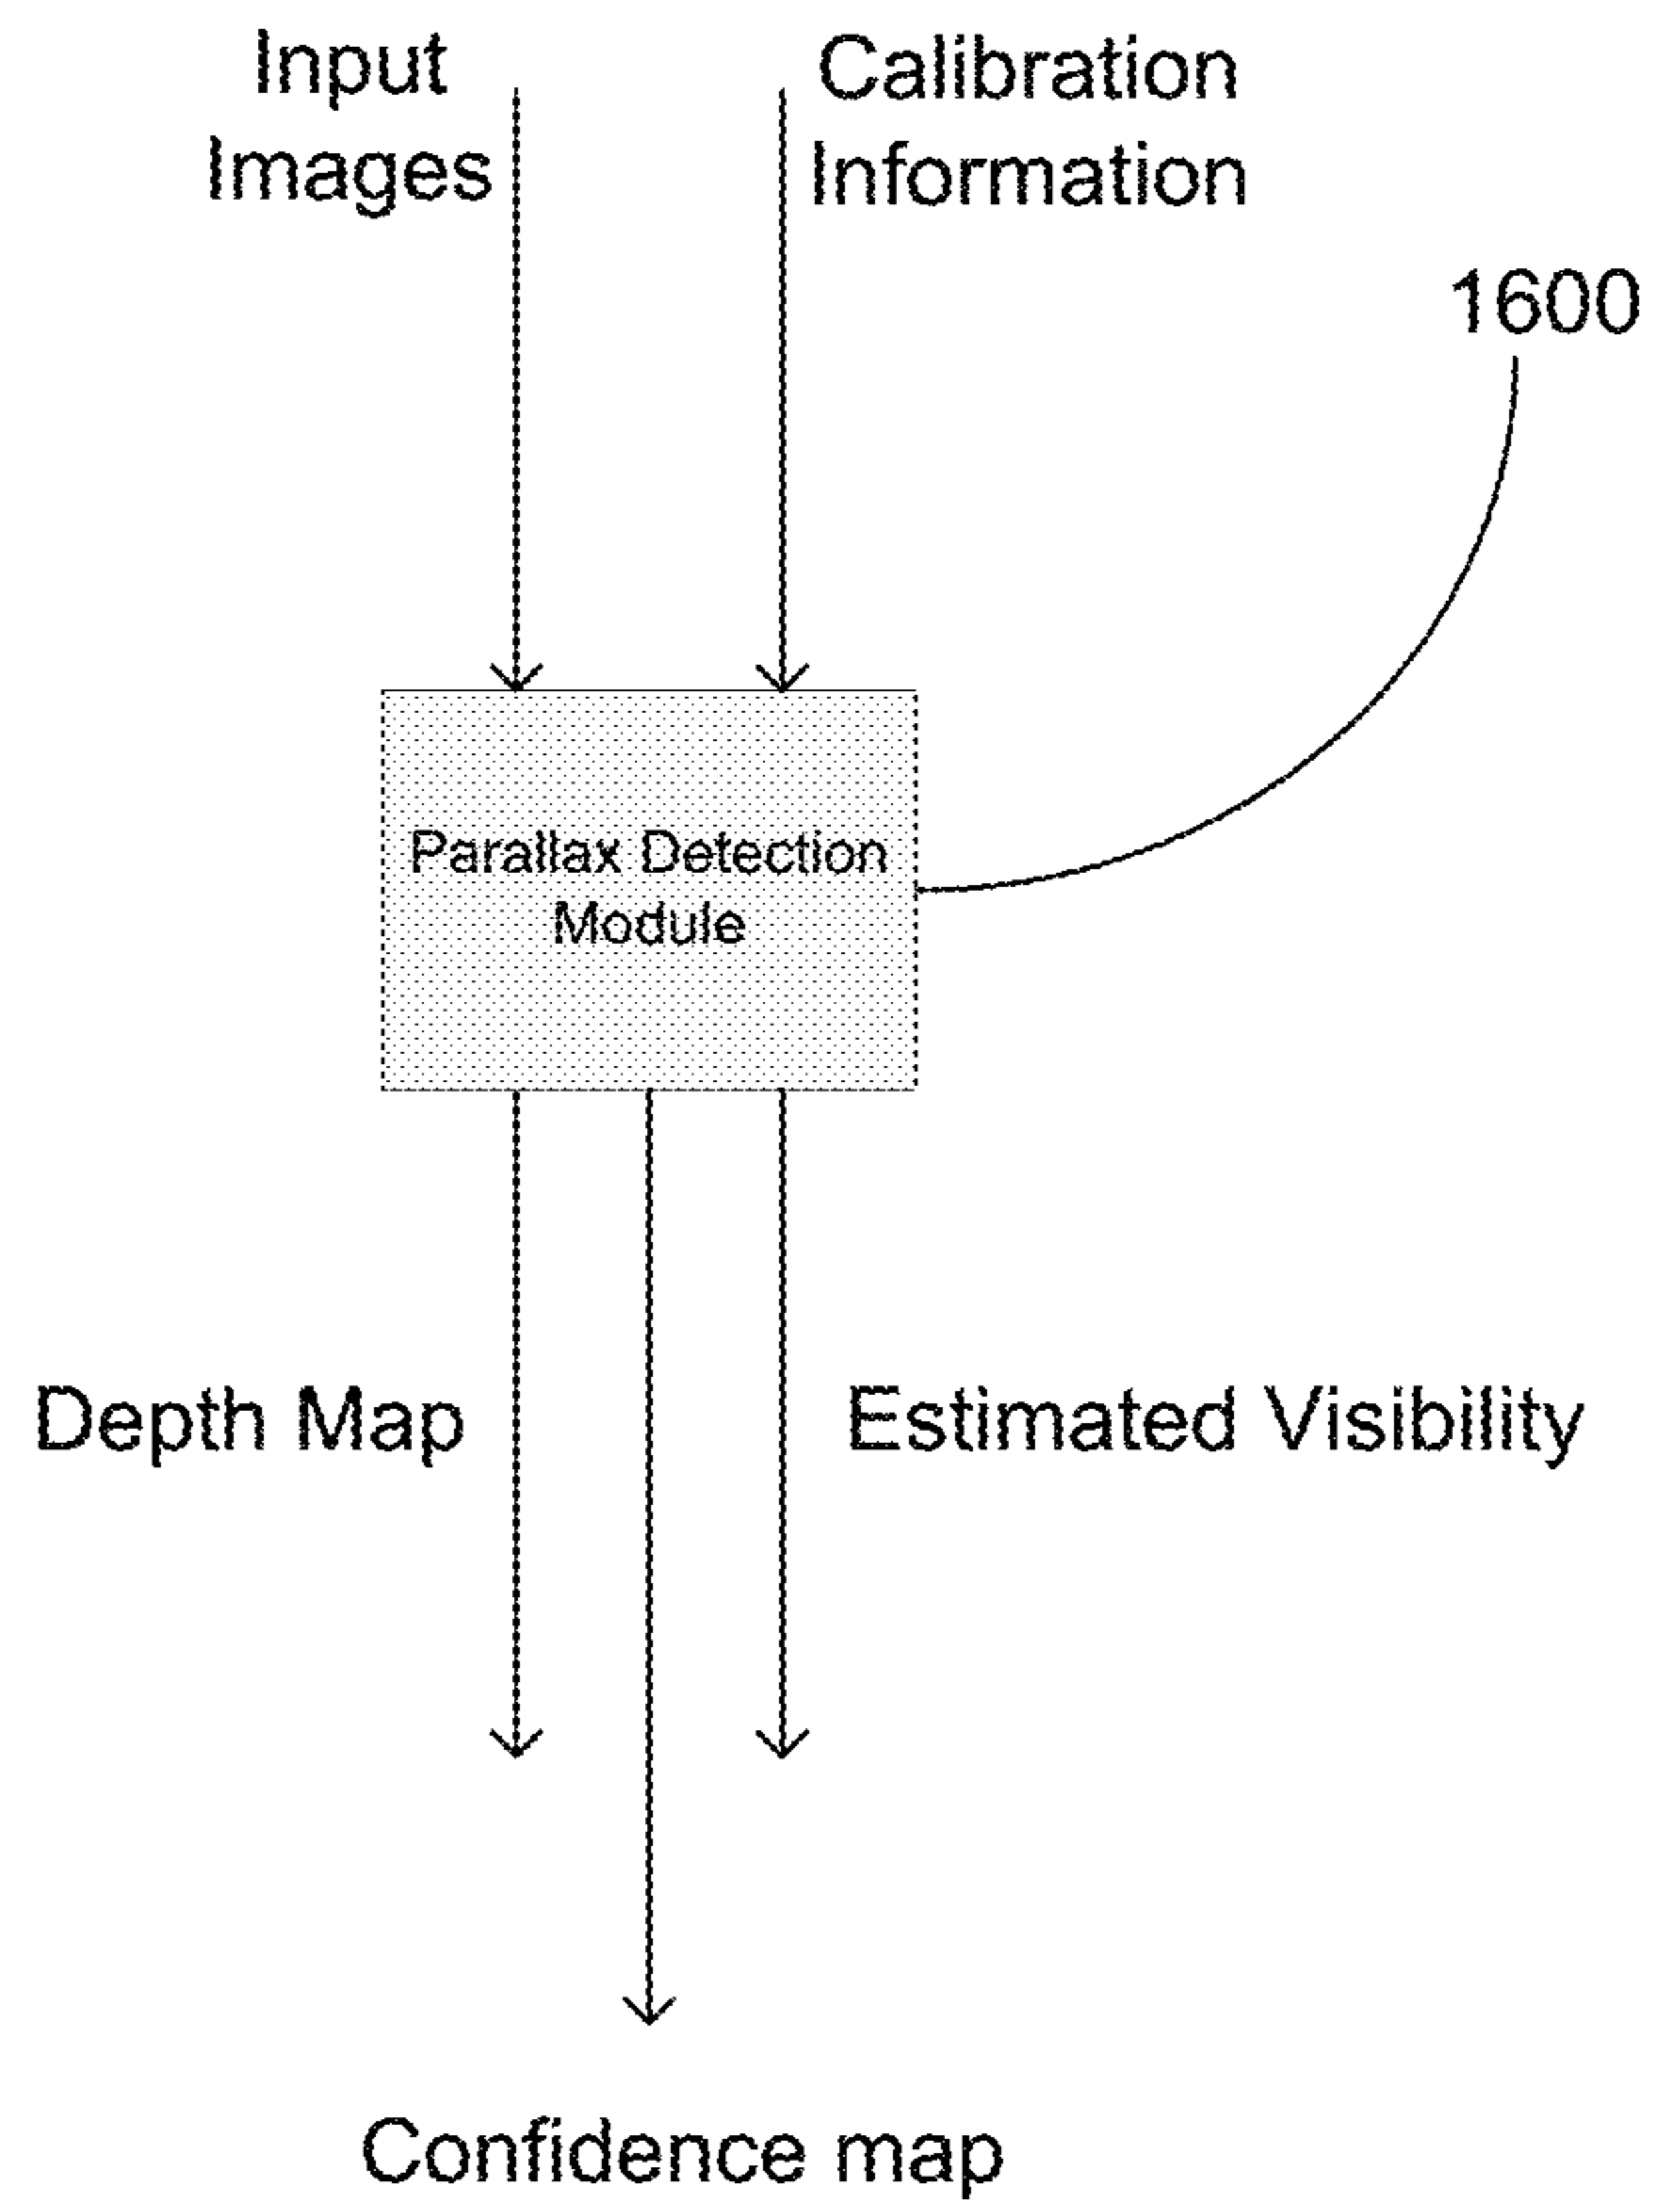 Input
Images
Calibration
Information
1600
Parallax Detection
Module
Depth Map
Estimated Visibility
Confidence map